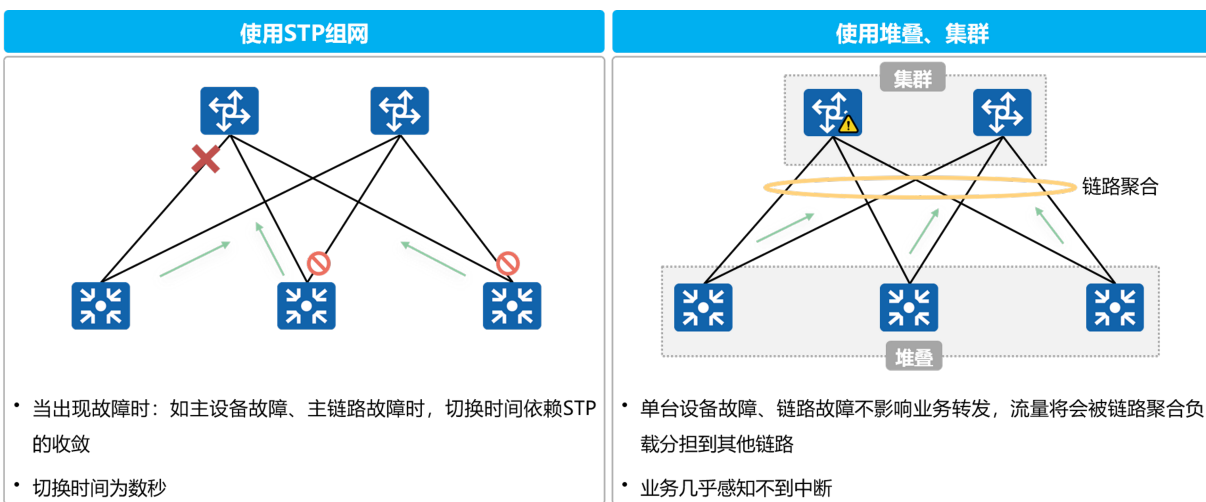 使用STP组网
• 当出现故障时：如主设备故障、主链路故障时，切换时间依赖STP
的收敛
• 切换时间为数秒
使用堆叠、集群
集群
链路聚合
堆叠
• 单台设备故障、链路故障不影响业务转发，流量将会被链路聚合负
载分担到其他链路
• 业务几乎感知不到中断